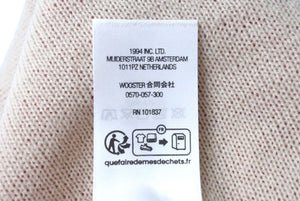 1994 INC. LTD.
MUIDERSTRAAT 9B AMSTERDAM
1011PZ NETHERLANDS
WOOSTER 合同会社
0570-057-300
RN 101837
FR
quefairedemesdechets.fr